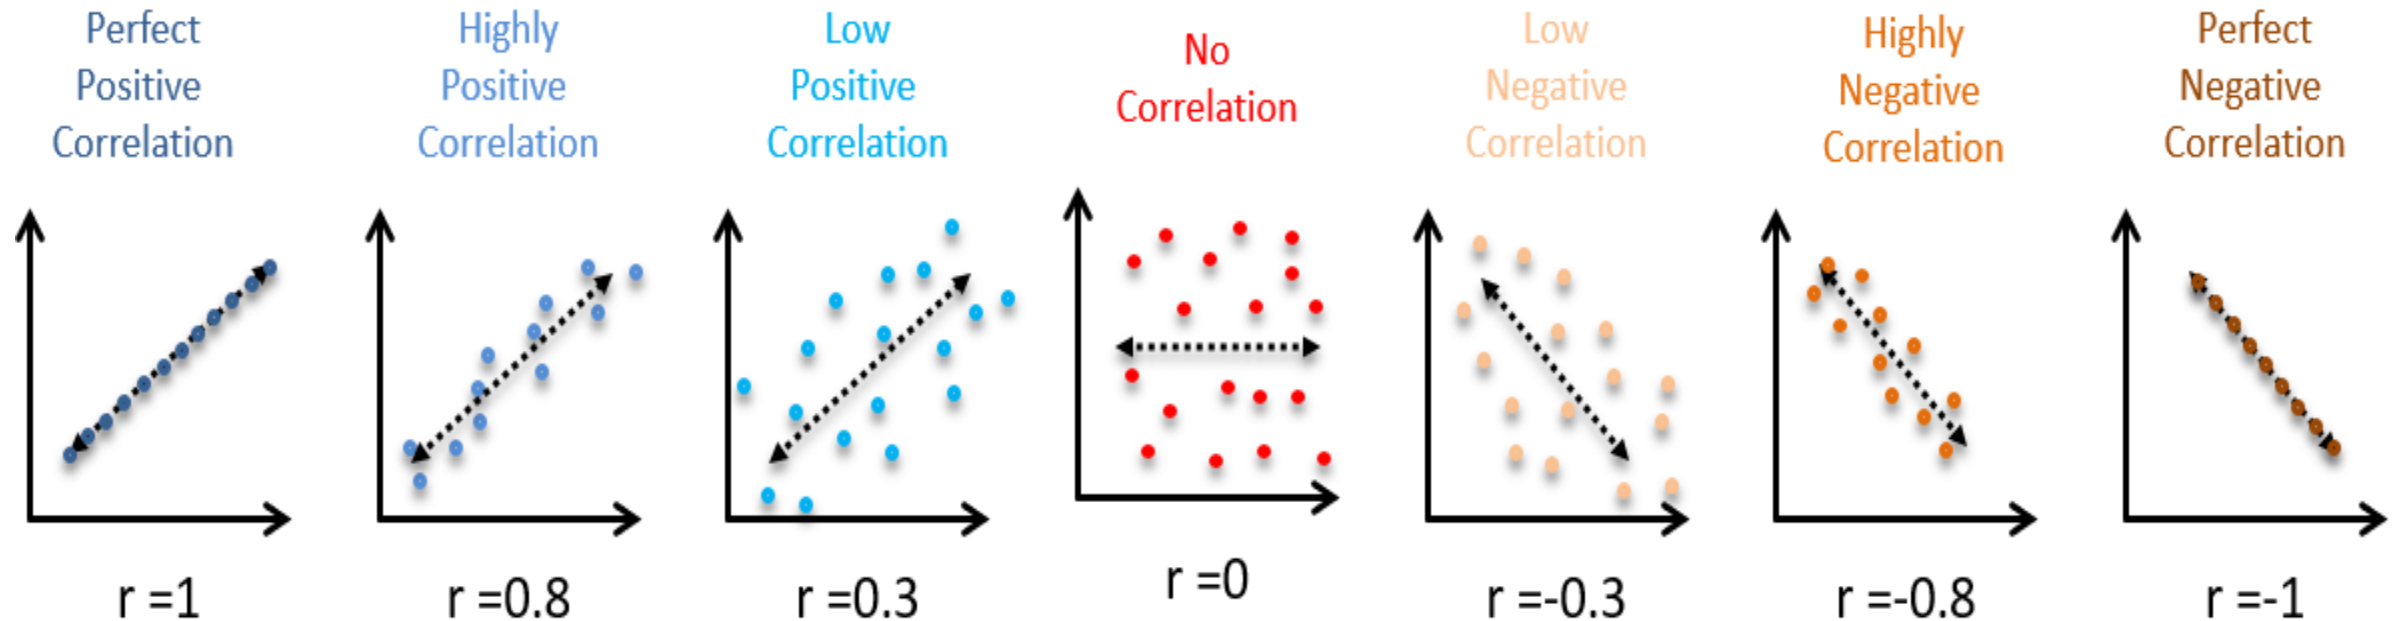 Perfect
Positive
Correlation
Highly
Positive
Correlation
Low
Positive
Correlation
No
Correlation
Low
Negative
Correlation
Highly
Negative
Correlation
Perfect
Negative
Correlation
r =1
r =0.8
r =0.3
r =0
r =-0.3
r =-0.8
r =-1